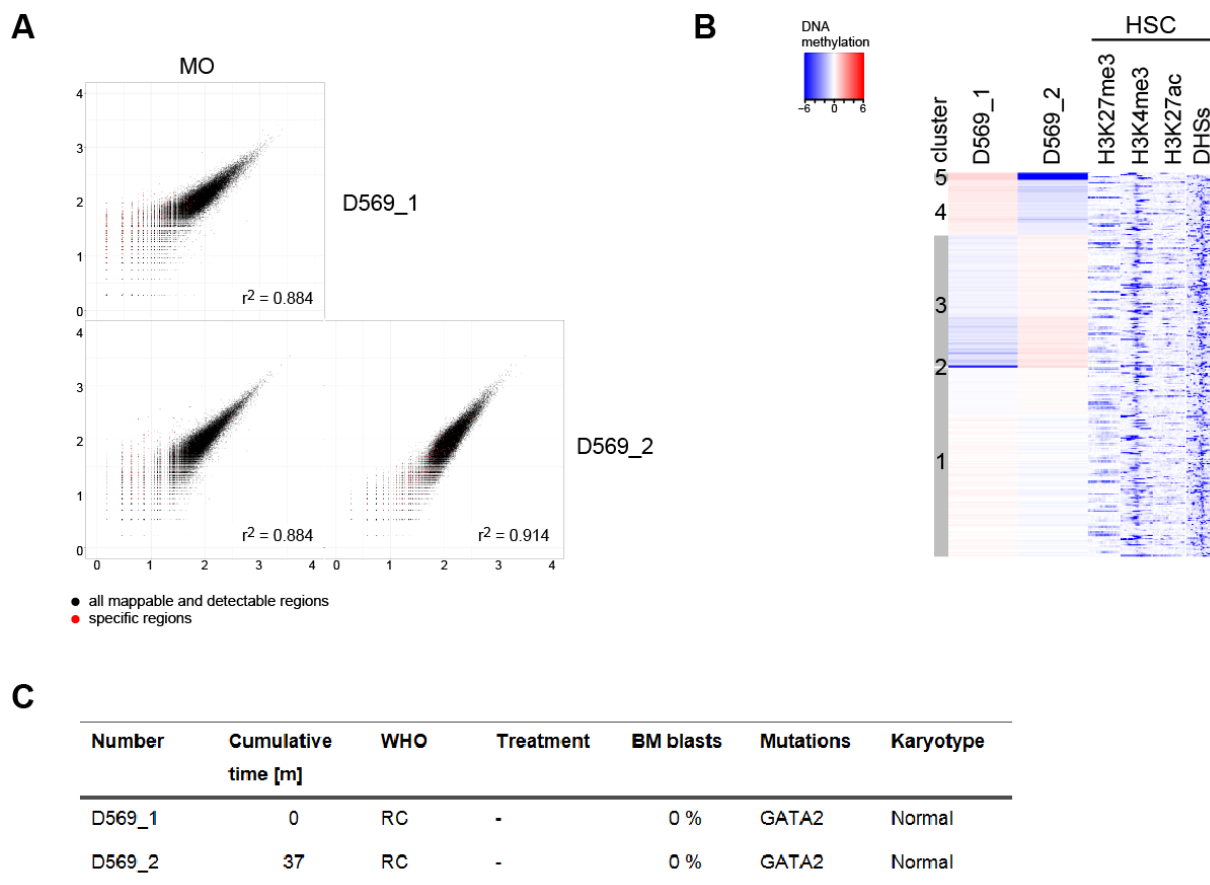 A
MO
4
3
2
1
0
r² = 0.884
D569_1
4
3
2
1
0
r² = 0.884
r² = 0.914
D569_2
0 1 2 3 4
0 1 2 3 4
all mappable and detectable regions
specific regions
B
DNA
methylation
-6 0 6
HSC
cluster
D569_1
D569_2
H3K27me3
H3K4me3
H3K27ac
DHSs
5
4
3
2
1
C
Number Cumulative time [m] WHO Treatment BM blasts Mutations Karyotype
D569_1 0 RC - 0 % GATA2 Normal
D569_2 37 RC - 0 % GATA2 Normal